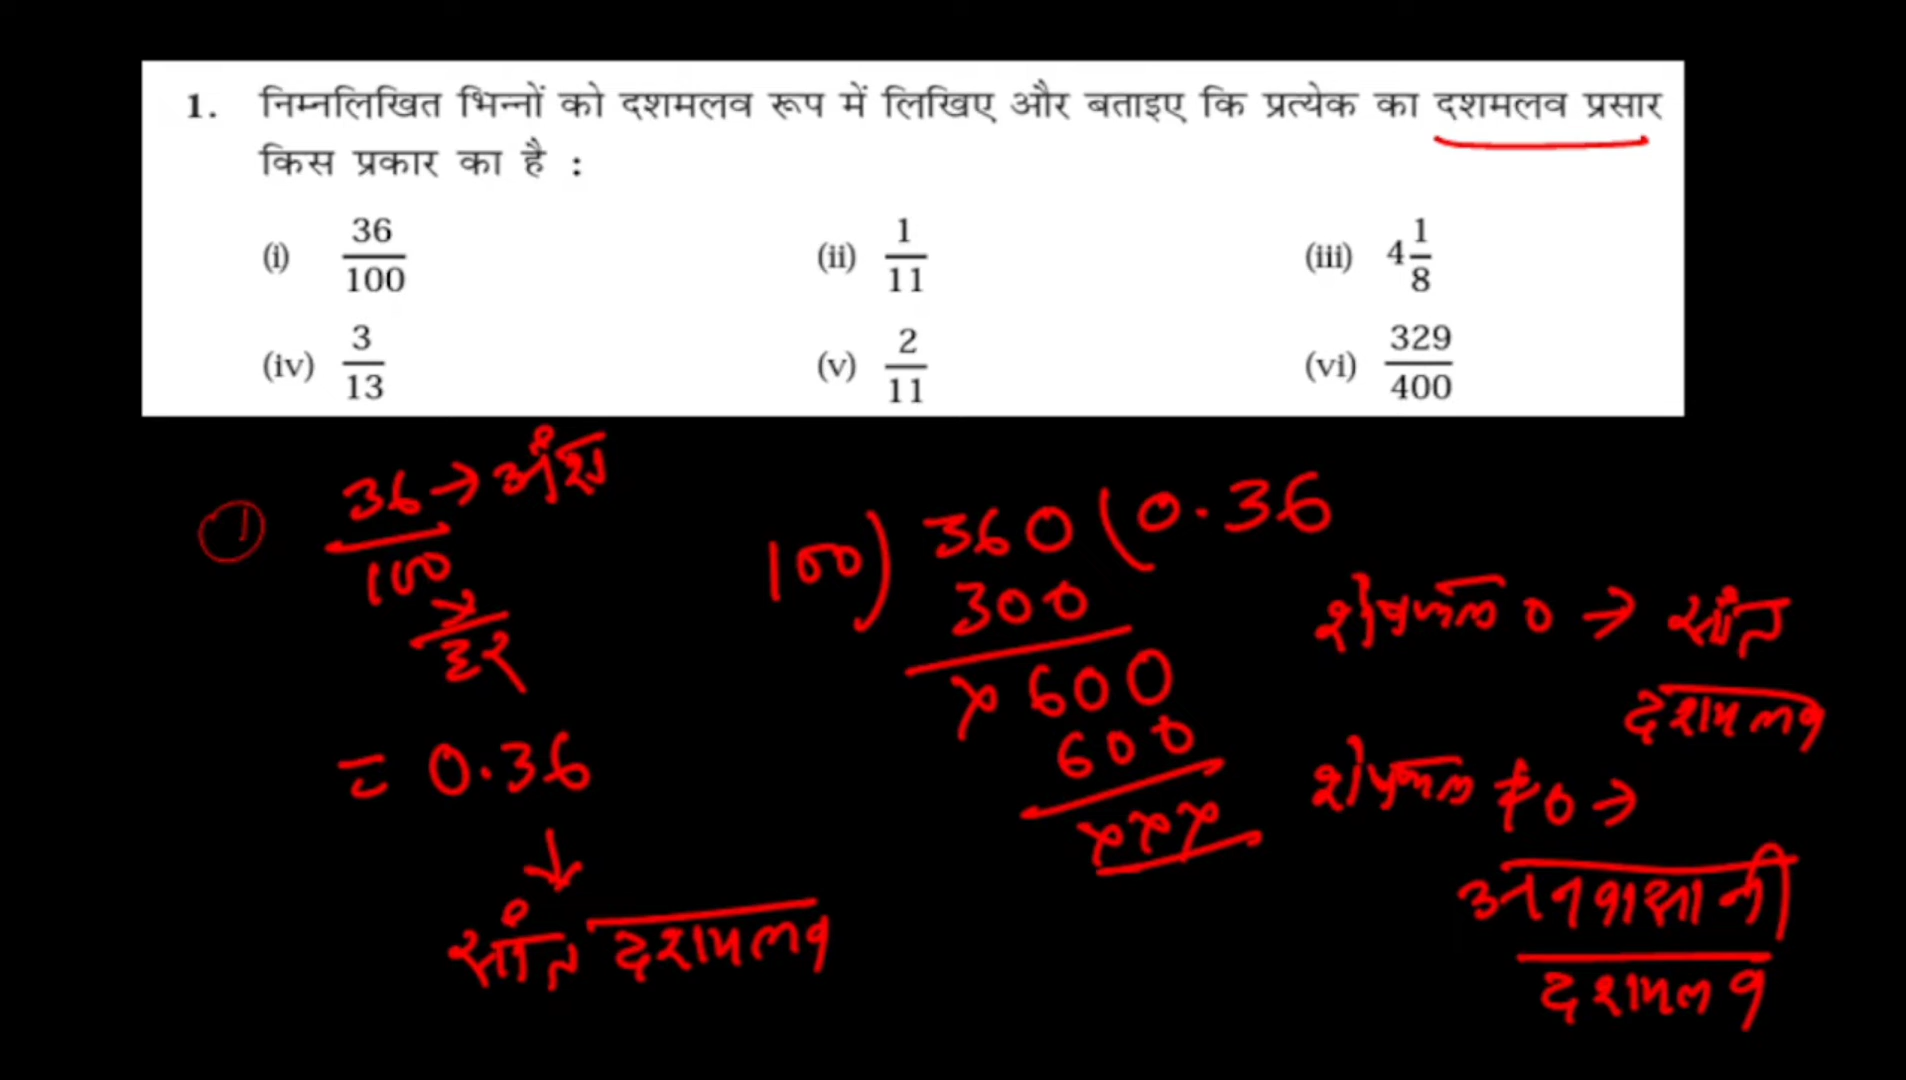 1. निम्नलिखित भिन्नों को दशमलव रूप में लिखिए और बताइए कि प्रत्येक का दशमलव प्रसार
किस प्रकार का है :
(i) 36/100 (ii) 1/11 (iii) 4 1/8
(iv) 3/13 (v) 2/11 (vi) 329/400
① 36 → अंश
100
हर
= 0.36
सांत दशमलव
100) 360 (0.36
300
× 600
600
×××
शेषफल 0 → सांत
दशमलव
शेषफल ≠ 0 →
दशमलव